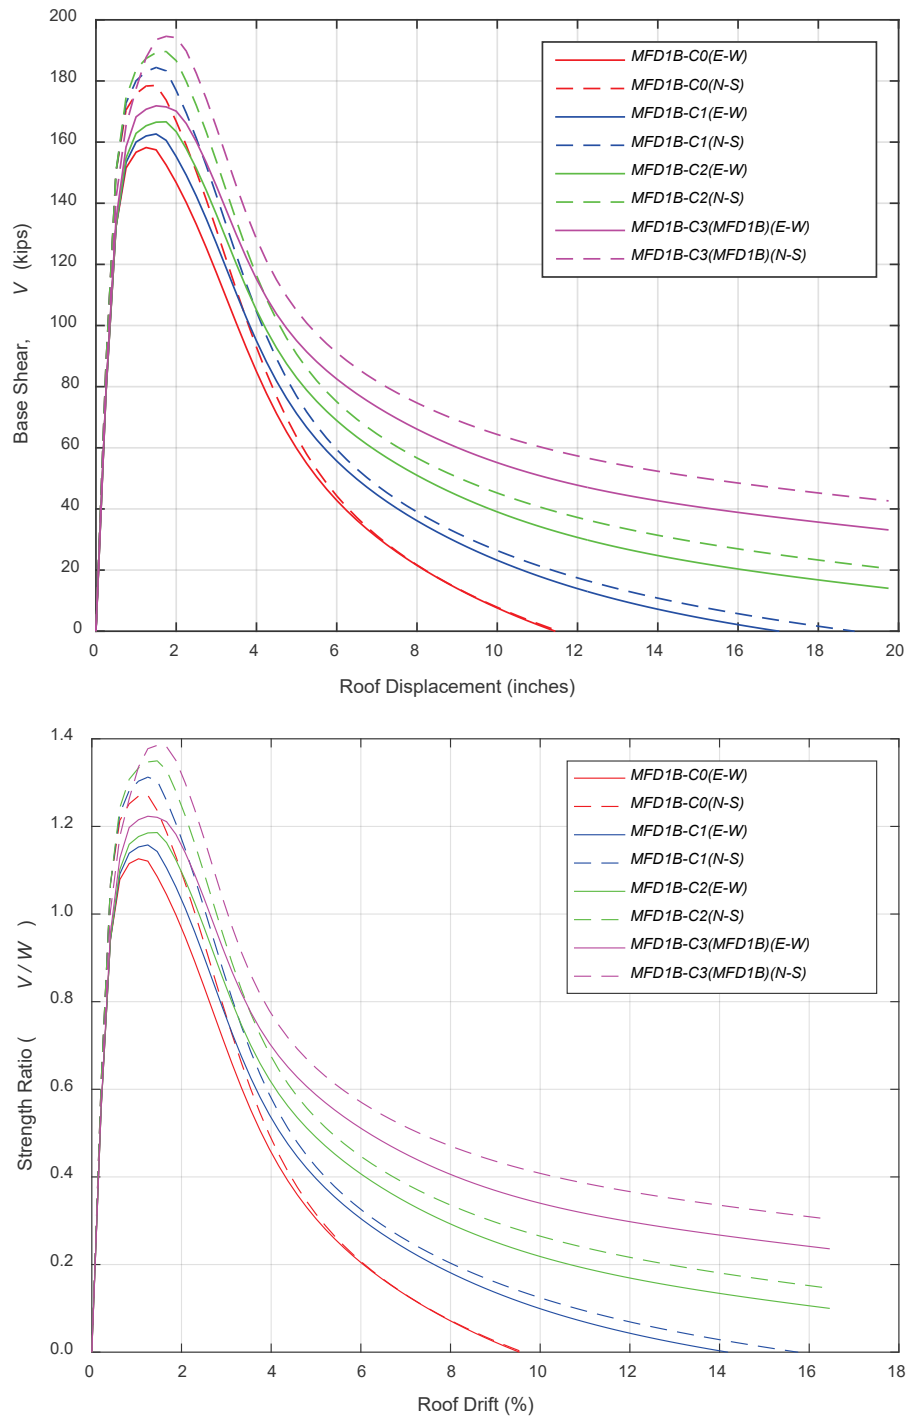 200
180
160
140
120
100
80
60
40
20
0
Base Shear, V (kips)
MFD1B-C0(E-W)
MFD1B-C0(N-S)
MFD1B-C1(E-W)
MFD1B-C1(N-S)
MFD1B-C2(E-W)
MFD1B-C2(N-S)
MFD1B-C3(MFD1B)(E-W)
MFD1B-C3(MFD1B)(N-S)
0 2 4 6 8 10 12 14 16 18 20
Roof Displacement (inches)
1.4
1.2
1.0
0.8
0.6
0.4
0.2
0.0
Strength Ratio ( V / W )
MFD1B-C0(E-W)
MFD1B-C0(N-S)
MFD1B-C1(E-W)
MFD1B-C1(N-S)
MFD1B-C2(E-W)
MFD1B-C2(N-S)
MFD1B-C3(MFD1B)(E-W)
MFD1B-C3(MFD1B)(N-S)
0 2 4 6 8 10 12 14 16 18
Roof Drift (%)